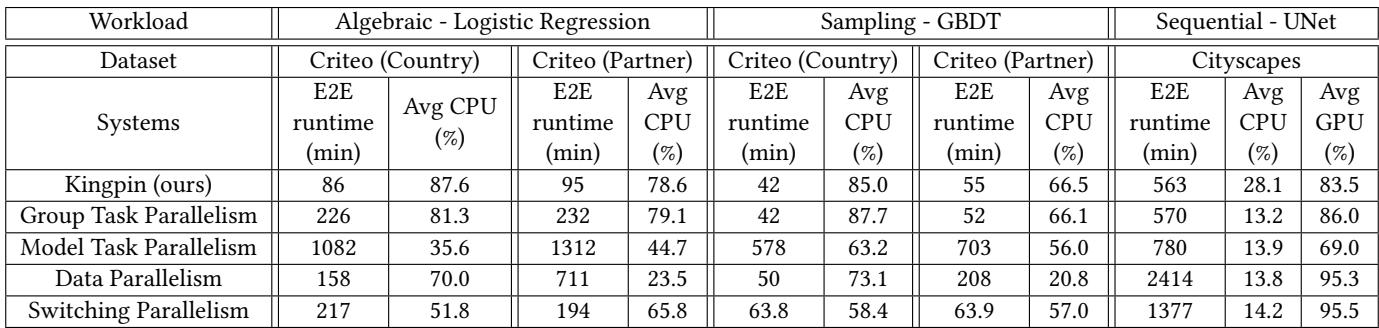 Workload Algebraic - Logistic Regression Sampling - GBDT Sequential - UNet
Dataset Criteo (Country) Criteo (Partner) Criteo (Country) Criteo (Partner) Cityscapes
Systems E2E runtime (min) Avg CPU (%) E2E runtime (min) Avg CPU (%) E2E runtime (min) Avg CPU (%) E2E runtime (min) Avg CPU (%) E2E runtime (min) Avg CPU (%) Avg GPU (%)
Kingpin (ours) 86 87.6 95 78.6 42 85.0 55 66.5 563 28.1 83.5
Group Task Parallelism 226 81.3 232 79.1 42 87.7 52 66.1 570 13.2 86.0
Model Task Parallelism 1082 35.6 1312 44.7 578 63.2 703 56.0 780 13.9 69.0
Data Parallelism 158 70.0 711 23.5 50 73.1 208 20.8 2414 13.8 95.3
Switching Parallelism 217 51.8 194 65.8 63.8 58.4 63.9 57.0 1377 14.2 95.5